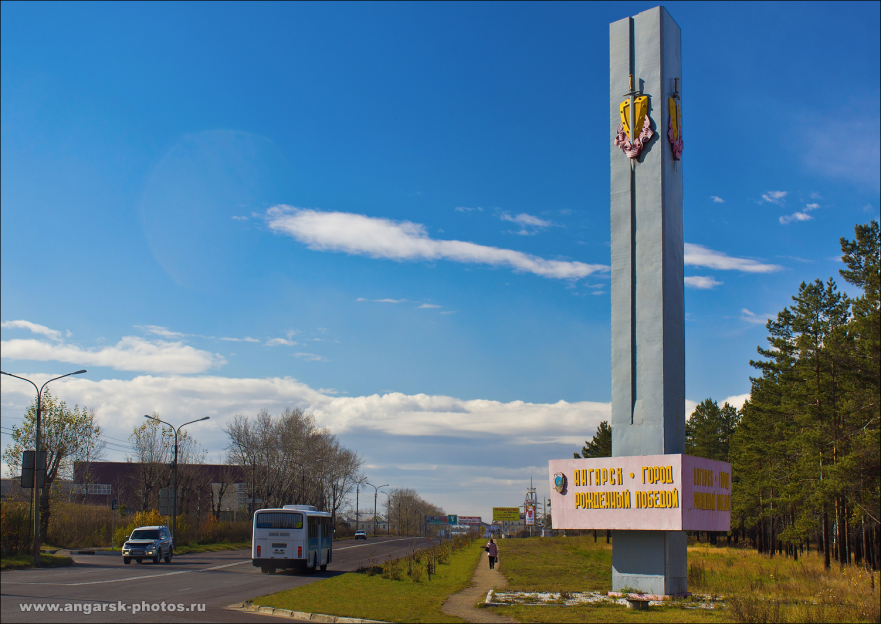 АНГАРСК · ГОРОД
РОЖДЕННЫЙ ПОБЕДОЙ
www.angarsk-photos.ru